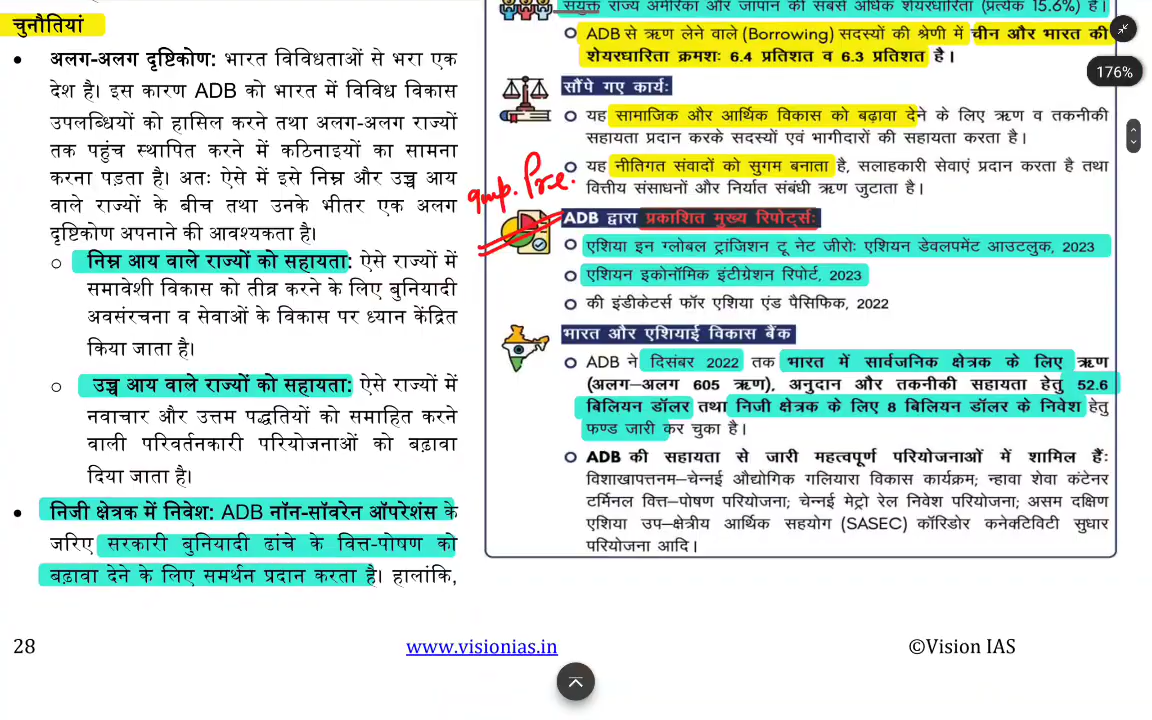 चुनौतियां
• अलग-अलग दृष्टिकोण: भारत विविधताओं से भरा एक
देश है। इस कारण ADB को भारत में विविध विकास
उपलब्धियों को हासिल करने तथा अलग-अलग राज्यों
तक पहुंच स्थापित करने में कठिनाइयों का सामना
करना पड़ता है। अतः ऐसे में इसे निम्न और उच्च आय
वाले राज्यों के बीच तथा उनके भीतर एक अलग
दृष्टिकोण अपनाने की आवश्यकता है।
o निम्न आय वाले राज्यों को सहायता: ऐसे राज्यों में
समावेशी विकास को तीव्र करने के लिए बुनियादी
अवसंरचना व सेवाओं के विकास पर ध्यान केंद्रित
किया जाता है।
o उच्च आय वाले राज्यों को सहायता: ऐसे राज्यों में
नवाचार और उत्तम पद्धतियों को समाहित करने
वाली परिवर्तनकारी परियोजनाओं को बढ़ावा
दिया जाता है।
• निजी क्षेत्रक में निवेश: ADB नॉन-सॉवरेन ऑपरेशंस के
जरिए सरकारी बुनियादी ढांचे के वित्त-पोषण को
बढ़ावा देने के लिए समर्थन प्रदान करता है। हालांकि,
संयुक्त राज्य अमेरिका और जापान की सबसे अधिक शेयरधारिता (प्रत्येक 15.6%) है।
ADB से ऋण लेने वाले (Borrowing) सदस्यों की श्रेणी में चीन और भारत की
शेयरधारिता क्रमशः 6.4 प्रतिशत व 6.3 प्रतिशत है।
176%
सौंपे गए कार्यः
यह सामाजिक और आर्थिक विकास को बढ़ावा देने के लिए ऋण व तकनीकी
सहायता प्रदान करके सदस्यों एवं भागीदारों की सहायता करता है।
यह नीतिगत संवादों को सुगम बनाता है, सलाहकारी सेवाएं प्रदान करता है तथा
वित्तीय संसाधनों और निर्यात संबंधी ऋण जुटाता है।
Imp. Pre.
ADB द्वारा प्रकाशित मुख्य रिपोर्ट्सः
एशिया इन ग्लोबल ट्रांजिशन टू नेट जीरोः एशियन डेवलपमेंट आउटलुक, 2023
एशियन इकोनॉमिक इंटीग्रेशन रिपोर्ट, 2023
की इंडीकेटर्स फॉर एशिया एंड पैसिफिक, 2022
भारत और एशियाई विकास बैंक
ADB ने दिसंबर 2022 तक भारत में सार्वजनिक क्षेत्रक के लिए ऋण
(अलग–अलग 605 ऋण), अनुदान और तकनीकी सहायता हेतु 52.6
बिलियन डॉलर तथा निजी क्षेत्रक के लिए 8 बिलियन डॉलर के निवेश हेतु
फण्ड जारी कर चुका है।
ADB की सहायता से जारी महत्वपूर्ण परियोजनाओं में शामिल हैंः
विशाखापत्तनम–चेन्नई औद्योगिक गलियारा विकास कार्यक्रम; न्हावा शेवा कंटेनर
टर्मिनल वित्त–पोषण परियोजना; चेन्नई मेट्रो रेल निवेश परियोजना; असम दक्षिण
एशिया उप–क्षेत्रीय आर्थिक सहयोग (SASEC) कॉरिडोर कनेक्टिविटी सुधार
परियोजना आदि।
28
www.visionias.in
©Vision IAS